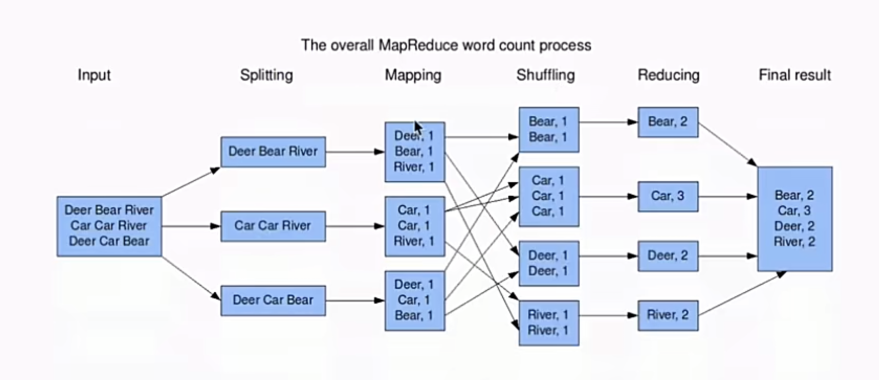 The overall MapReduce word count process
Input
Splitting
Mapping
Shuffling
Reducing
Final result
Deer Bear River
Car Car River
Deer Car Bear
Deer Bear River
Car Car River
Deer Car Bear
Deer, 1
Bear, 1
River, 1
Car, 1
Car, 1
River, 1
Deer, 1
Car, 1
Bear, 1
Bear, 1
Bear, 1
Car, 1
Car, 1
Car, 1
Deer, 1
Deer, 1
River, 1
River, 1
Bear, 2
Car, 3
Deer, 2
River, 2
Bear, 2
Car, 3
Deer, 2
River, 2